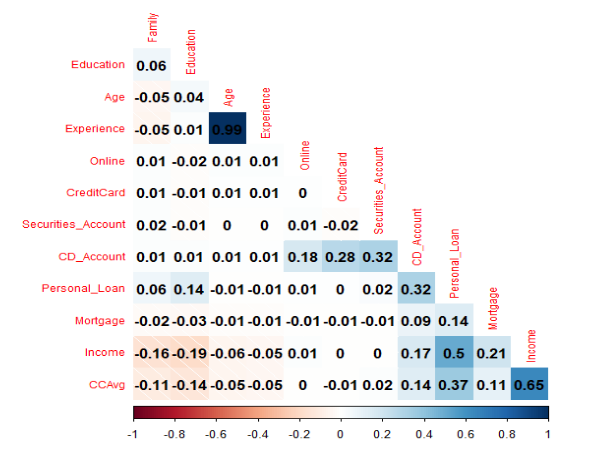 Family
Education
Education 0.06
Age
Age -0.05 0.04
Experience
Experience -0.05 0.01 0.99
Online
Online 0.01 -0.02 0.01 0.01
CreditCard
CreditCard 0.01 -0.01 0.01 0.01 0
Securities_Account
Securities_Account 0.02 -0.01 0 0 0.01 -0.02
CD_Account
CD_Account 0.01 0.01 0.01 0.01 0.18 0.28 0.32
Personal_Loan
Personal_Loan 0.06 0.14 -0.01 -0.01 0.01 0 0.02 0.32
Mortgage
Mortgage -0.02 -0.03 -0.01 -0.01 -0.01 -0.01 -0.01 0.09 0.14
Income
Income -0.16 -0.19 -0.06 -0.05 0.01 0 0 0.17 0.5 0.21
CCAvg -0.11 -0.14 -0.05 -0.05 0 -0.01 0.02 0.14 0.37 0.11 0.65
-1 -0.8 -0.6 -0.4 -0.2 0 0.2 0.4 0.6 0.8 1